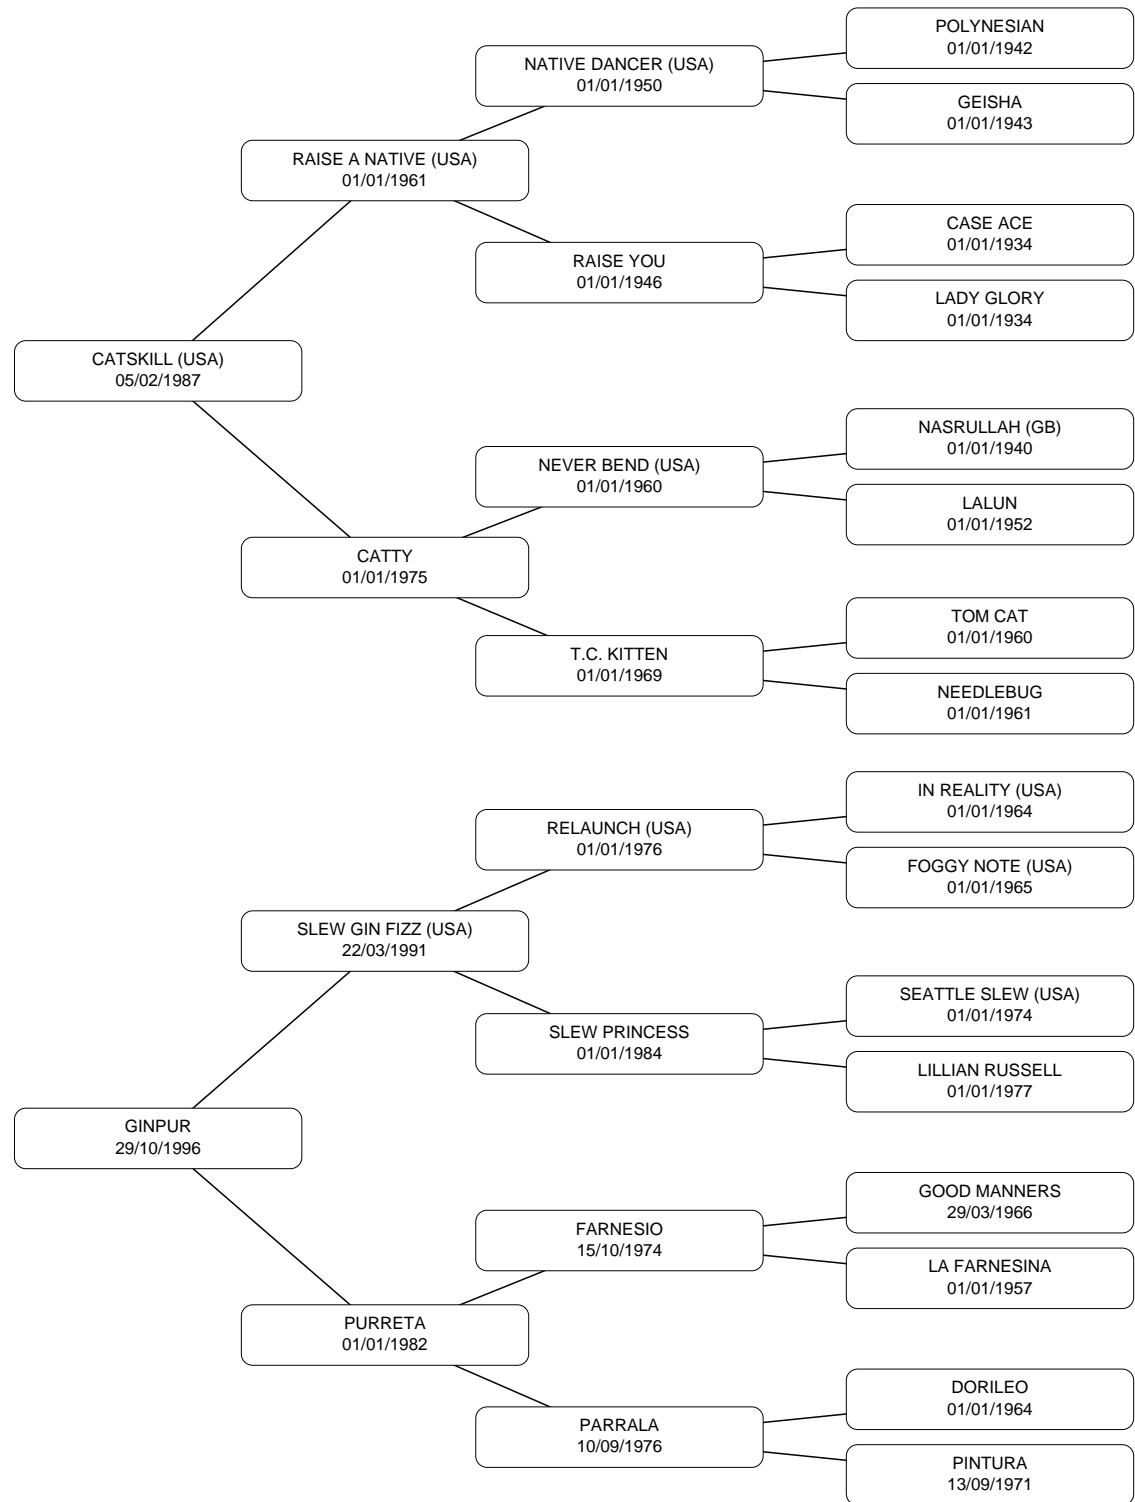 POLYNESIAN
01/01/1942
NATIVE DANCER (USA)
01/01/1950
GEISHA
01/01/1943
RAISE A NATIVE (USA)
01/01/1961
CASE ACE
01/01/1934
RAISE YOU
01/01/1946
LADY GLORY
01/01/1934
CATSKILL (USA)
05/02/1987
NASRULLAH (GB)
01/01/1940
NEVER BEND (USA)
01/01/1960
LALUN
01/01/1952
CATTY
01/01/1975
TOM CAT
01/01/1960
T.C. KITTEN
01/01/1969
NEEDLEBUG
01/01/1961
IN REALITY (USA)
01/01/1964
RELAUNCH (USA)
01/01/1976
FOGGY NOTE (USA)
01/01/1965
SLEW GIN FIZZ (USA)
22/03/1991
SEATTLE SLEW (USA)
01/01/1974
SLEW PRINCESS
01/01/1984
LILLIAN RUSSELL
01/01/1977
GINPUR
29/10/1996
GOOD MANNERS
29/03/1966
FARNESIO
15/10/1974
LA FARNESINA
01/01/1957
PURRETA
01/01/1982
DORILEO
01/01/1964
PARRALA
10/09/1976
PINTURA
13/09/1971